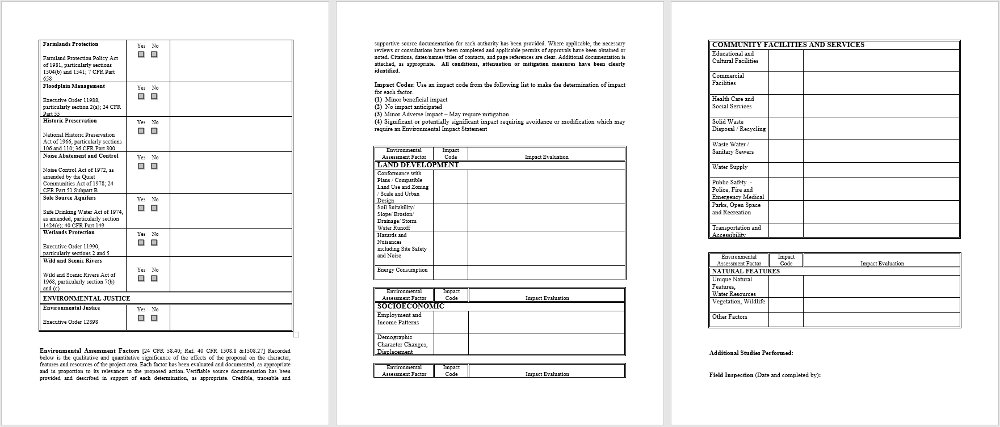 Farmlands Protection
Yes No
Farmland Protection Policy Act
of 1981, particularly sections
1504(b) and 1541; 7 CFR Part
658
Floodplain Management
Yes No
Executive Order 11988,
particularly section 2(a); 24 CFR
Part 55
Historic Preservation
Yes No
National Historic Preservation
Act of 1966, particularly sections
106 and 110; 36 CFR Part 800
Noise Abatement and Control
Yes No
Noise Control Act of 1972, as
amended by the Quiet
Communities Act of 1978; 24
CFR Part 51 Subpart B
Sole Source Aquifers
Yes No
Safe Drinking Water Act of 1974,
as amended, particularly section
1424(e); 40 CFR Part 149
Wetlands Protection
Yes No
Executive Order 11990,
particularly sections 2 and 5
Wild and Scenic Rivers
Yes No
Wild and Scenic Rivers Act of
1968, particularly section 7(b)
and (c)
ENVIRONMENTAL JUSTICE
Environmental Justice
Yes No
Executive Order 12898
Environmental Assessment Factors [24 CFR 58.40; Ref. 40 CFR 1508.8 &1508.27] Recorded
below is the qualitative and quantitative significance of the effects of the proposal on the character,
features and resources of the project area. Each factor has been evaluated and documented, as appropriate
and in proportion to its relevance to the proposed action. Verifiable source documentation has been
provided and described in support of each determination, as appropriate. Credible, traceable and
supportive source documentation for each authority has been provided. Where applicable, the necessary
reviews or consultations have been completed and applicable permits of approvals have been obtained or
noted. Citations, dates/names/titles of contacts, and page references are clear. Additional documentation is
attached, as appropriate. All conditions, attenuation or mitigation measures have been clearly
identified.
Impact Codes: Use an impact code from the following list to make the determination of impact
for each factor.
(1) Minor beneficial impact
(2) No impact anticipated
(3) Minor Adverse Impact – May require mitigation
(4) Significant or potentially significant impact requiring avoidance or modification which may
require an Environmental Impact Statement
Environmental Impact
Assessment Factor Code Impact Evaluation
LAND DEVELOPMENT
Conformance with
Plans / Compatible
Land Use and Zoning
/ Scale and Urban
Design
Soil Suitability/
Slope/ Erosion/
Drainage/ Storm
Water Runoff
Hazards and
Nuisances
including Site Safety
and Noise
Energy Consumption
Environmental Impact
Assessment Factor Code Impact Evaluation
SOCIOECONOMIC
Employment and
Income Patterns
Demographic
Character Changes,
Displacement
Environmental Impact
Assessment Factor Code Impact Evaluation
COMMUNITY FACILITIES AND SERVICES
Educational and
Cultural Facilities
Commercial
Facilities
Health Care and
Social Services
Solid Waste
Disposal / Recycling
Waste Water /
Sanitary Sewers
Water Supply
Public Safety -
Police, Fire and
Emergency Medical
Parks, Open Space
and Recreation
Transportation and
Accessibility
Environmental Impact
Assessment Factor Code Impact Evaluation
NATURAL FEATURES
Unique Natural
Features,
Water Resources
Vegetation, Wildlife
Other Factors
Additional Studies Performed:
Field Inspection (Date and completed by):